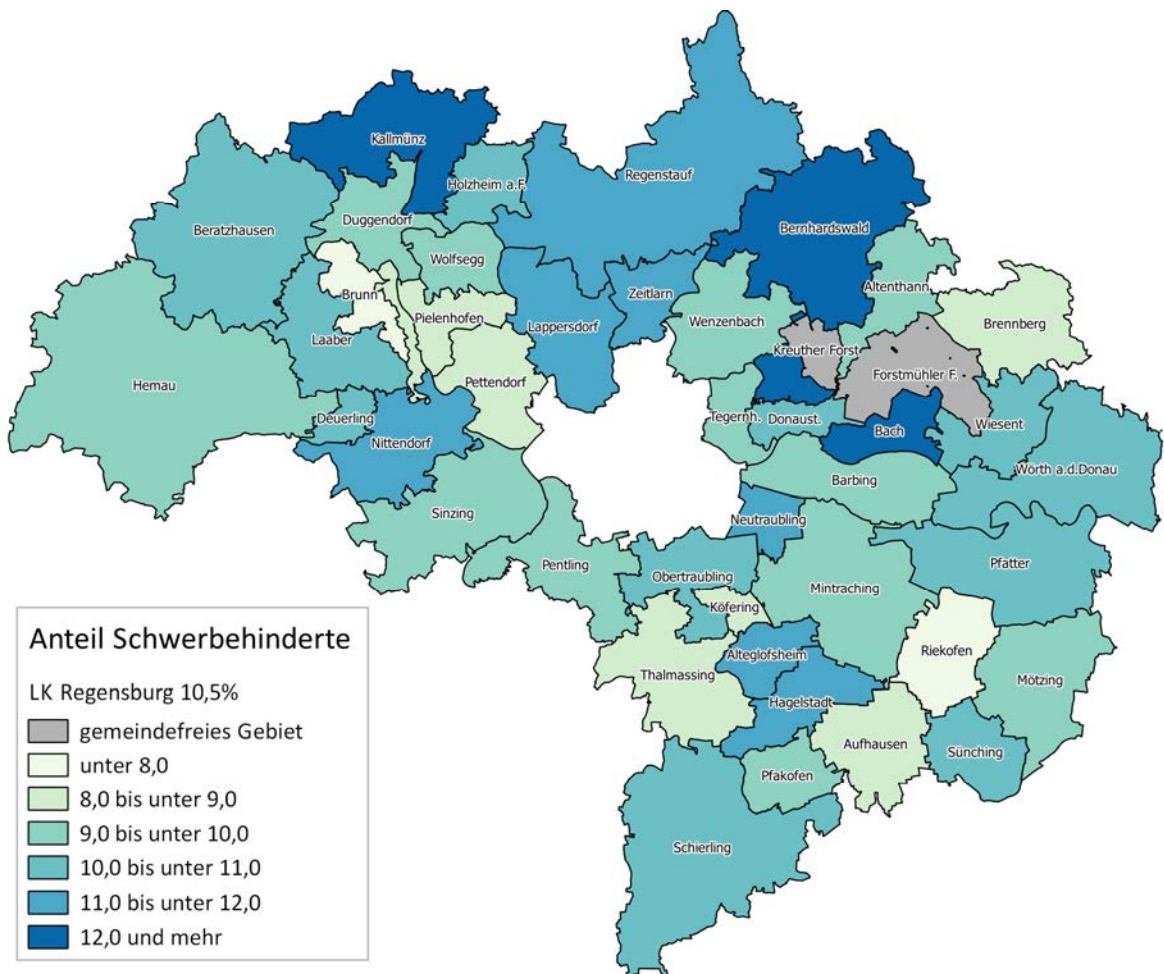 Kallmünz
Regenstauf
Holzheim a.F.
Beratzhausen
Duggendorf
Bernhardswald
Wolfsegg
Altenthann
Brunn
Zeitlarn
Pielenhofen
Wenzenbach
Brennberg
Lappersdorf
Laaber
Kreuther Forst
Forstmühler F.
Hemau
Pettendorf
Deuerling
Tegernh.
Donaust.
Wiesent
Nittendorf
Bach
Wörth a.d.Donau
Barbing
Sinzing
Neutraubling
Pentling
Pfatter
Obertraubling
Mintraching
Köfering
Riekofen
Alteglofsheim
Thalmassing
Mötzing
Hagelstadt
Aufhausen
Sünching
Pfakofen
Schierling
Anteil Schwerbehinderte
LK Regensburg 10,5%
gemeindefreies Gebiet
unter 8,0
8,0 bis unter 9,0
9,0 bis unter 10,0
10,0 bis unter 11,0
11,0 bis unter 12,0
12,0 und mehr